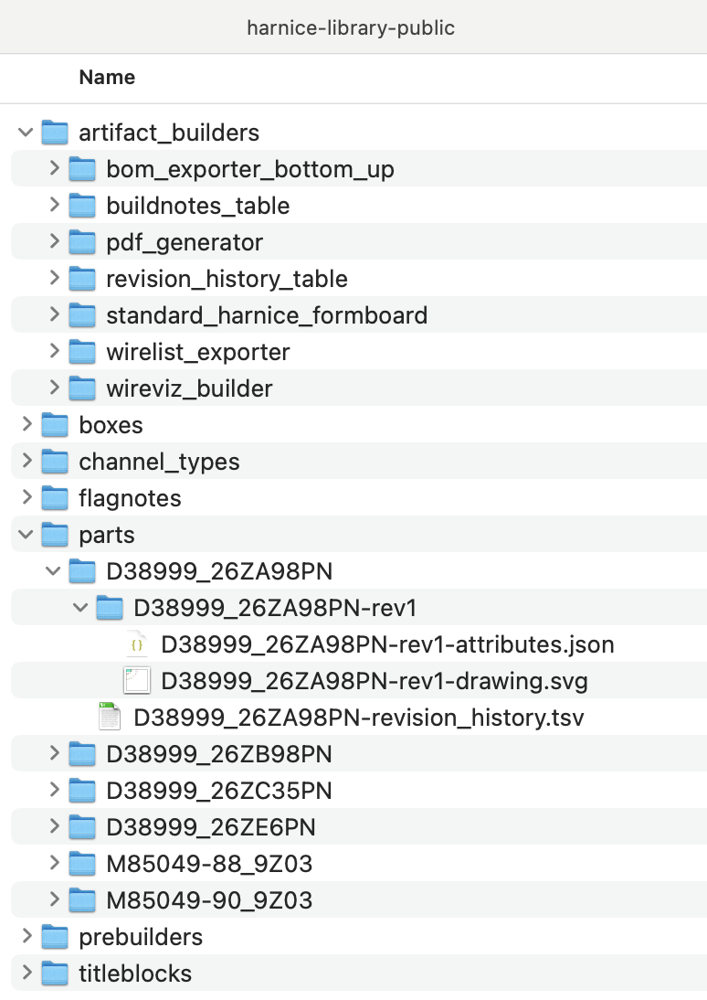 harnice-library-public
Name
artifact_builders
bom_exporter_bottom_up
buildnotes_table
pdf_generator
revision_history_table
standard_harnice_formboard
wirelist_exporter
wireviz_builder
boxes
channel_types
flagnotes
parts
D38999_26ZA98PN
D38999_26ZA98PN-rev1
D38999_26ZA98PN-rev1-attributes.json
D38999_26ZA98PN-rev1-drawing.svg
D38999_26ZA98PN-revision_history.tsv
D38999_26ZB98PN
D38999_26ZC35PN
D38999_26ZE6PN
M85049-88_9Z03
M85049-90_9Z03
prebuilders
titleblocks